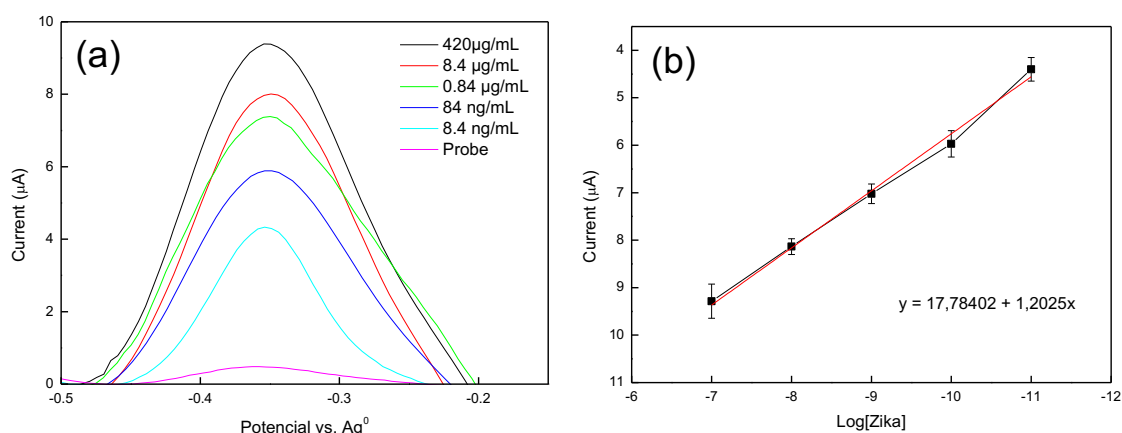 (a)
10
8
6
4
2
0
Current (μA)
-0.5
-0.4
-0.3
-0.2
Potencial vs. Ag⁰
420μg/mL
8.4 μg/mL
0.84 μg/mL
84 ng/mL
8.4 ng/mL
Probe
(b)
4
5
6
7
8
9
10
11
Current (μA)
-6
-7
-8
-9
-10
-11
-12
Log[Zika]
y = 17,78402 + 1,2025x